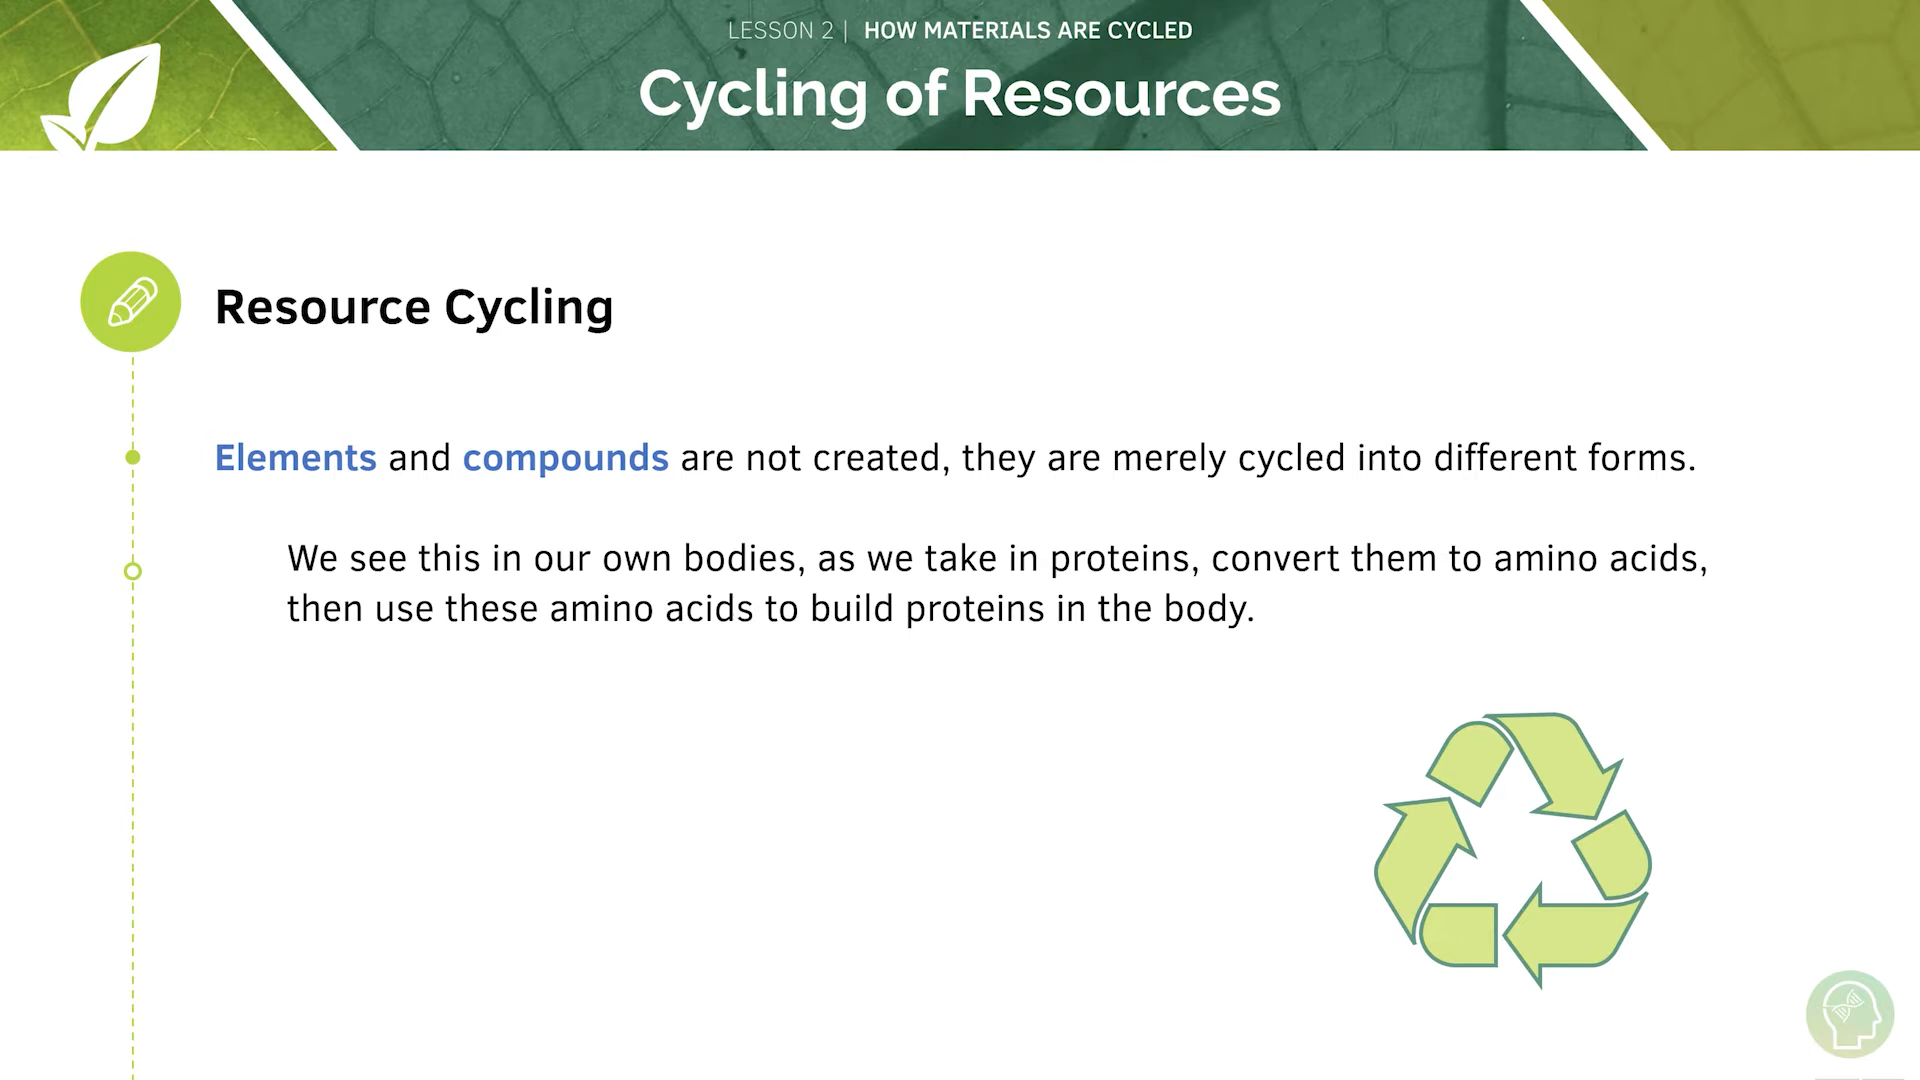 LESSON 2 | HOW MATERIALS ARE CYCLED
Cycling of Resources
Resource Cycling
Elements and compounds are not created, they are merely cycled into different forms.
We see this in our own bodies, as we take in proteins, convert them to amino acids,
then use these amino acids to build proteins in the body.